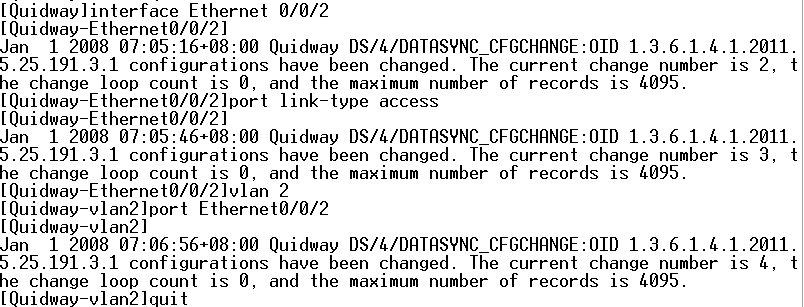 [Quidway]interface Ethernet 0/0/2
[Quidway-Ethernet0/0/2]
Jan  1 2008 07:05:16+08:00 Quidway DS/4/DATASYNC_CFGCHANGE:OID 1.3.6.1.4.1.2011.
5.25.191.3.1 configurations have been changed. The current change number is 2, t
he change loop count is 0, and the maximum number of records is 4095.
[Quidway-Ethernet0/0/2]port link-type access
[Quidway-Ethernet0/0/2]
Jan  1 2008 07:05:46+08:00 Quidway DS/4/DATASYNC_CFGCHANGE:OID 1.3.6.1.4.1.2011.
5.25.191.3.1 configurations have been changed. The current change number is 3, t
he change loop count is 0, and the maximum number of records is 4095.
[Quidway-Ethernet0/0/2]vlan 2
[Quidway-vlan2]port Ethernet0/0/2
[Quidway-vlan2]
Jan  1 2008 07:06:56+08:00 Quidway DS/4/DATASYNC_CFGCHANGE:OID 1.3.6.1.4.1.2011.
5.25.191.3.1 configurations have been changed. The current change number is 4, t
he change loop count is 0, and the maximum number of records is 4095.
[Quidway-vlan2]quit